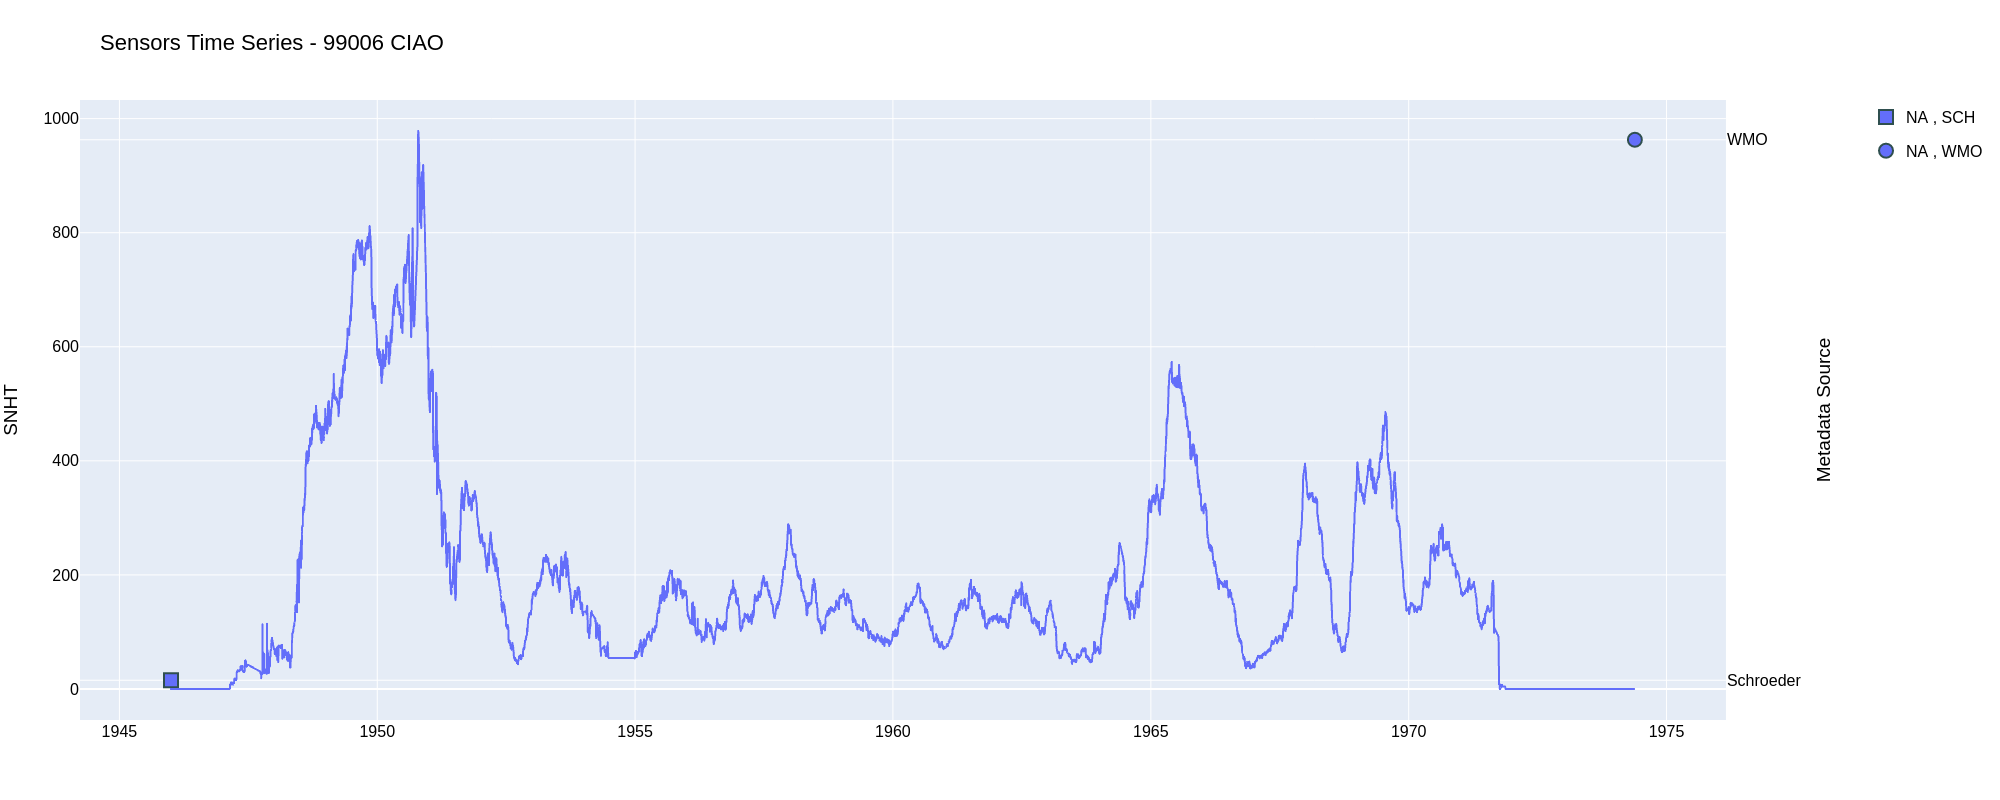 Sensors Time Series - 99006 CIAO
NA , SCH
NA , WMO
1000
800
600
400
200
0
SNHT
WMO
Schroeder
Metadata Source
1945
1950
1955
1960
1965
1970
1975